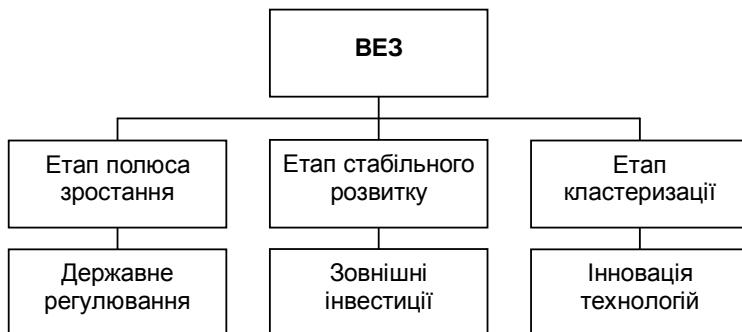 ВЕЗ
Етап полюса
зростання
Етап стабільного
розвитку
Етап
кластеризації
Державне
регулювання
Зовнішні
інвестиції
Інновація
технологій